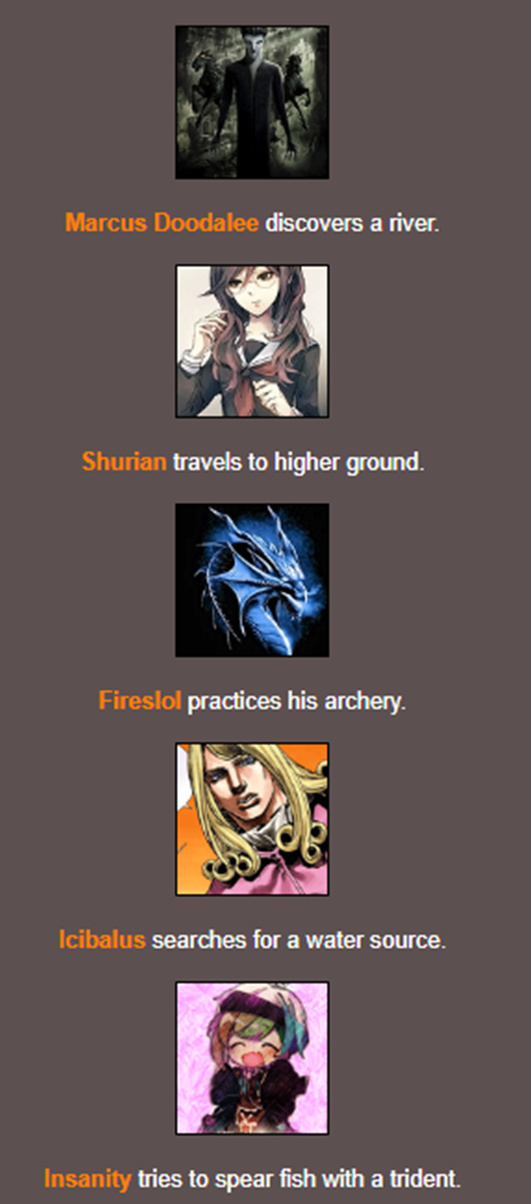 Marcus Doodalee discovers a river.
Shurian travels to higher ground.
Fireslol practices his archery.
Icibalus searches for a water source.
Insanity tries to spear fish with a trident.